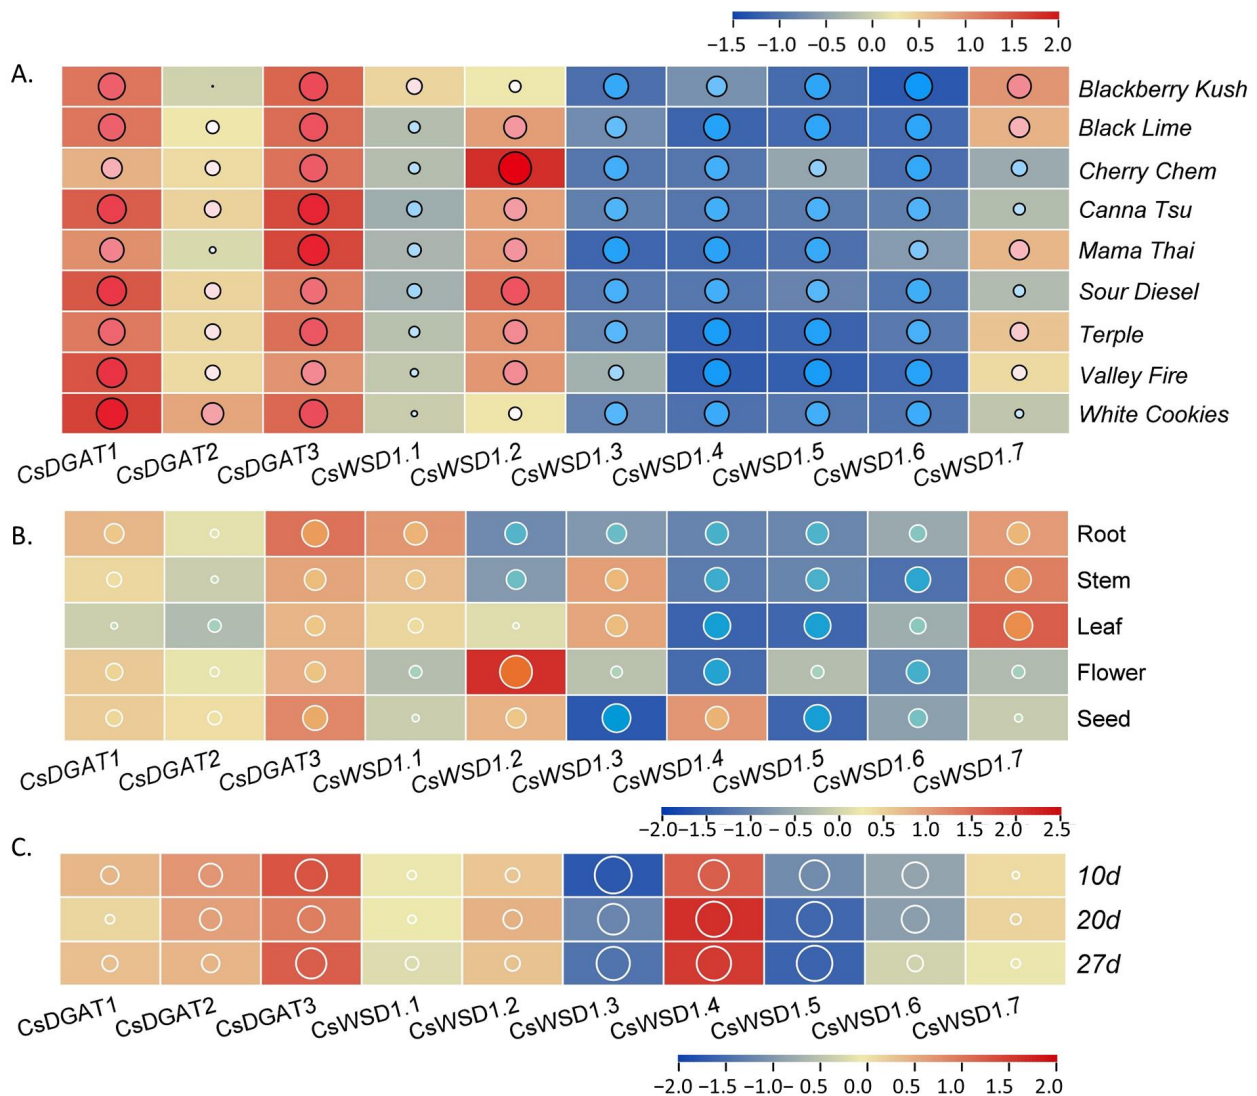 −1.5 −1.0 −0.5 0.0 0.5 1.0 1.5 2.0
A.
Blackberry Kush
Black Lime
Cherry Chem
Canna Tsu
Mama Thai
Sour Diesel
Terple
Valley Fire
White Cookies
CsDGAT1 CsDGAT2 CsDGAT3 CsWSD1.1 CsWSD1.2 CsWSD1.3 CsWSD1.4 CsWSD1.5 CsWSD1.6 CsWSD1.7
B.
Root
Stem
Leaf
Flower
Seed
CsDGAT1 CsDGAT2 CsDGAT3 CsWSD1.1 CsWSD1.2 CsWSD1.3 CsWSD1.4 CsWSD1.5 CsWSD1.6 CsWSD1.7
−2.0 −1.5 −1.0 − 0.5 0.0 0.5 1.0 1.5 2.0 2.5
C.
10d
20d
27d
CsDGAT1 CsDGAT2 CsDGAT3 CsWSD1.1 CsWSD1.2 CsWSD1.3 CsWSD1.4 CsWSD1.5 CsWSD1.6 CsWSD1.7
−2.0 −1.5 −1.0 − 0.5 0.0 0.5 1.0 1.5 2.0